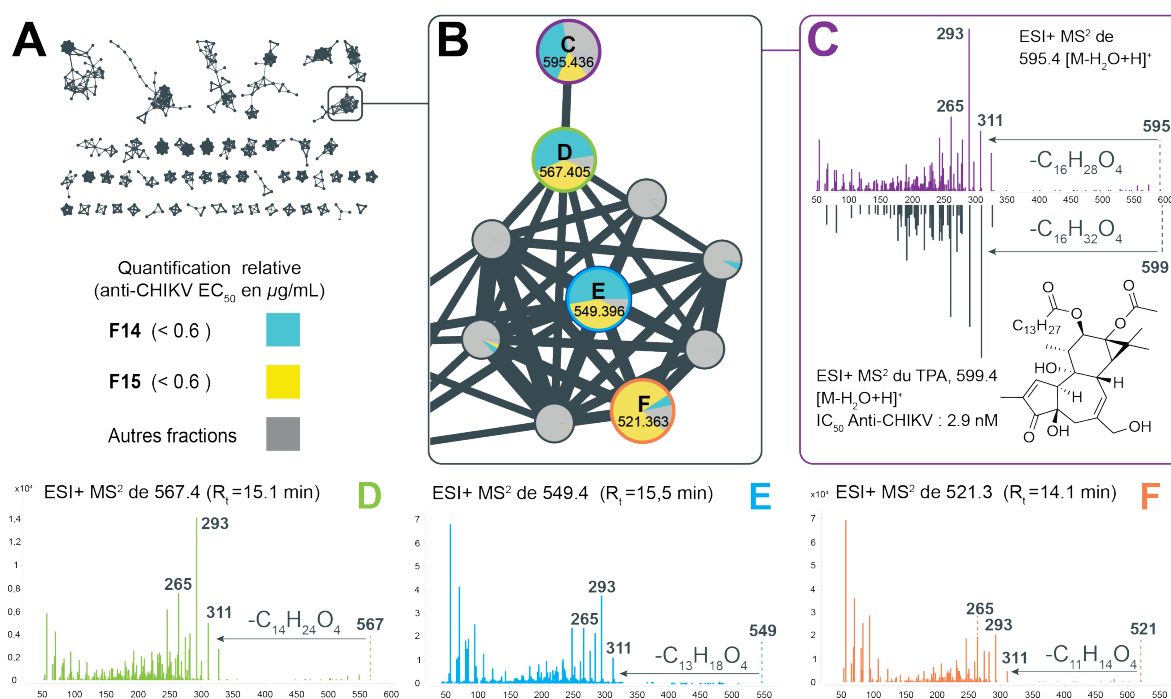 A
Quantification relative
(anti-CHIKV EC50 en µg/mL)
F14 (< 0.6 )
F15 (< 0.6 )
Autres fractions
B
C
595.436
D
567.405
E
549.396
F
521.363
C
293
ESI+ MS2 de
595.4 [M-H2O+H]+
265
311
595
-C16H28O4
50 100 150 200 250 300 350 400 450 500 550 600
-C16H32O4
599
O
O
C13H27
O
O
HO
H
H
O
OH
OH
ESI+ MS2 du TPA, 599.4
[M-H2O+H]+
IC50 Anti-CHIKV : 2.9 nM
x10⁴
ESI+ MS2 de 567.4 (Rt=15.1 min)
D
1,4
1.2
1.0
0,8
0,6
0,4
0,2
0,0
293
265
311
-C14H24O4
567
50 100 150 200 250 300 350 400 450 500 550 600
ESI+ MS2 de 549.4 (Rt=15,5 min)
E
7
6
5
4
3
2
1
0
293
265
311
-C13H18O4
549
50 100 150 200 250 300 350 400 450 500 550
x10⁴
ESI+ MS2 de 521.3 (Rt=14.1 min)
F
7
6
5
4
3
2
1
0
265
293
311
-C11H14O4
521
50 100 150 200 250 300 350 400 450 500 550